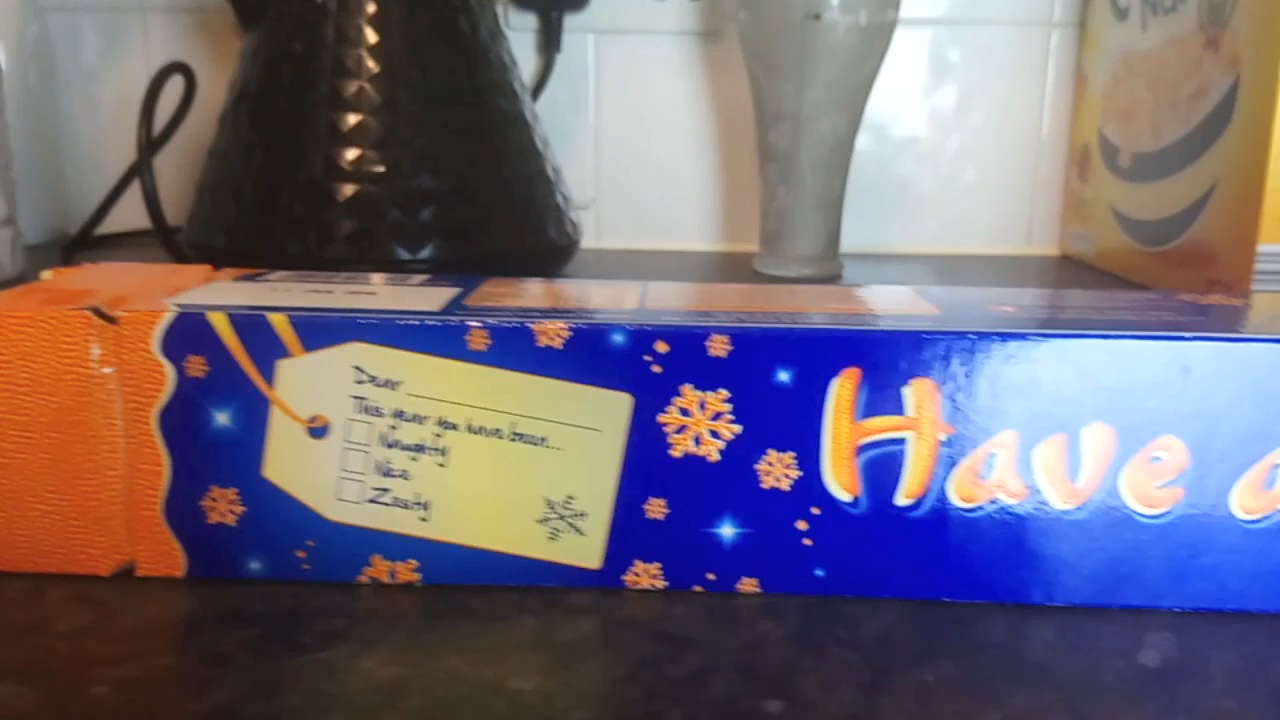 Dear
This year you have been...
Naughty
Nice
Zesty
Have a